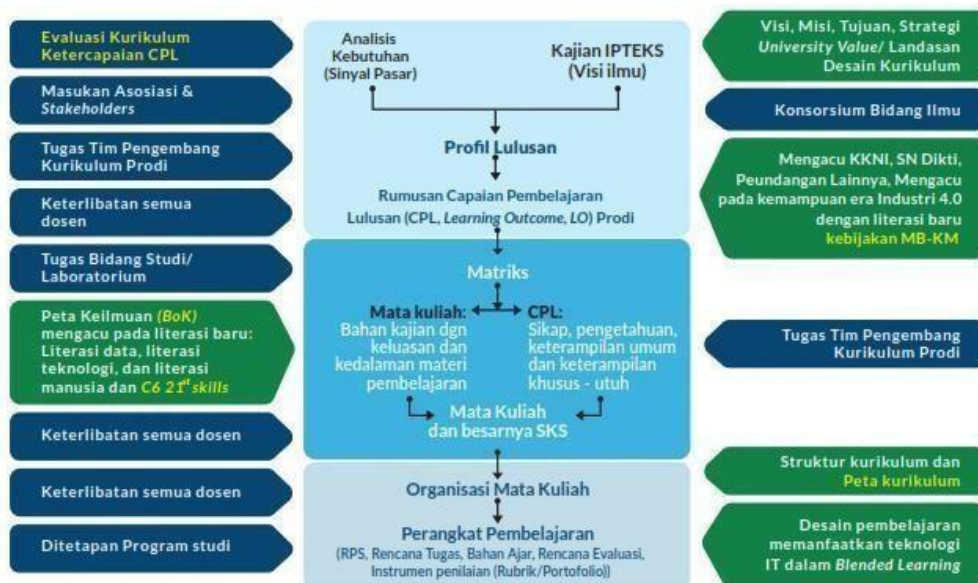 Evaluasi Kurikulum
Ketercapaian CPL
Masukan Asosiasi &
Stakeholders
Tugas Tim Pengembang
Kurikulum Prodi
Keterlibatan semua
dosen
Tugas Bidang Studi/
Laboratorium
Peta Keilmuan (BoK)
mengacu pada literasi baru:
Literasi data, literasi
teknologi, dan literasi
manusia dan C6 21st skills
Keterlibatan semua dosen
Keterlibatan semua dosen
Ditetapan Program studi
Analisis
Kebutuhan
(Sinyal Pasar)
Kajian IPTEKS
(Visi ilmu)
Profil Lulusan
Rumusan Capaian Pembelajaran
Lulusan (CPL, Learning Outcome, LO) Prodi
Matriks
Mata kuliah:
Bahan kajian dgn
keluasan dan
kedalaman materi
pembelajaran
CPL:
Sikap, pengetahuan,
keterampilan umum
dan keterampilan
khusus - utuh
Mata Kuliah
dan besarnya SKS
Organisasi Mata Kuliah
Perangkat Pembelajaran
(RPS, Rencana Tugas, Bahan Ajar, Rencana Evaluasi,
Instrumen penilaian (Rubrik/Portofolio))
Visi, Misi, Tujuan, Strategi
University Value/ Landasan
Desain Kurikulum
Konsorsium Bidang Ilmu
Mengacu KKNI, SN Dikti,
Peundangan Lainnya, Mengacu
pada kemampuan era Industri 4.0
dengan literasi baru
kebijakan MB-KM
Tugas Tim Pengembang
Kurikulum Prodi
Struktur kurikulum dan
Peta kurikulum
Desain pembelajaran
memanfaatkan teknologi
IT dalam Blended Learning